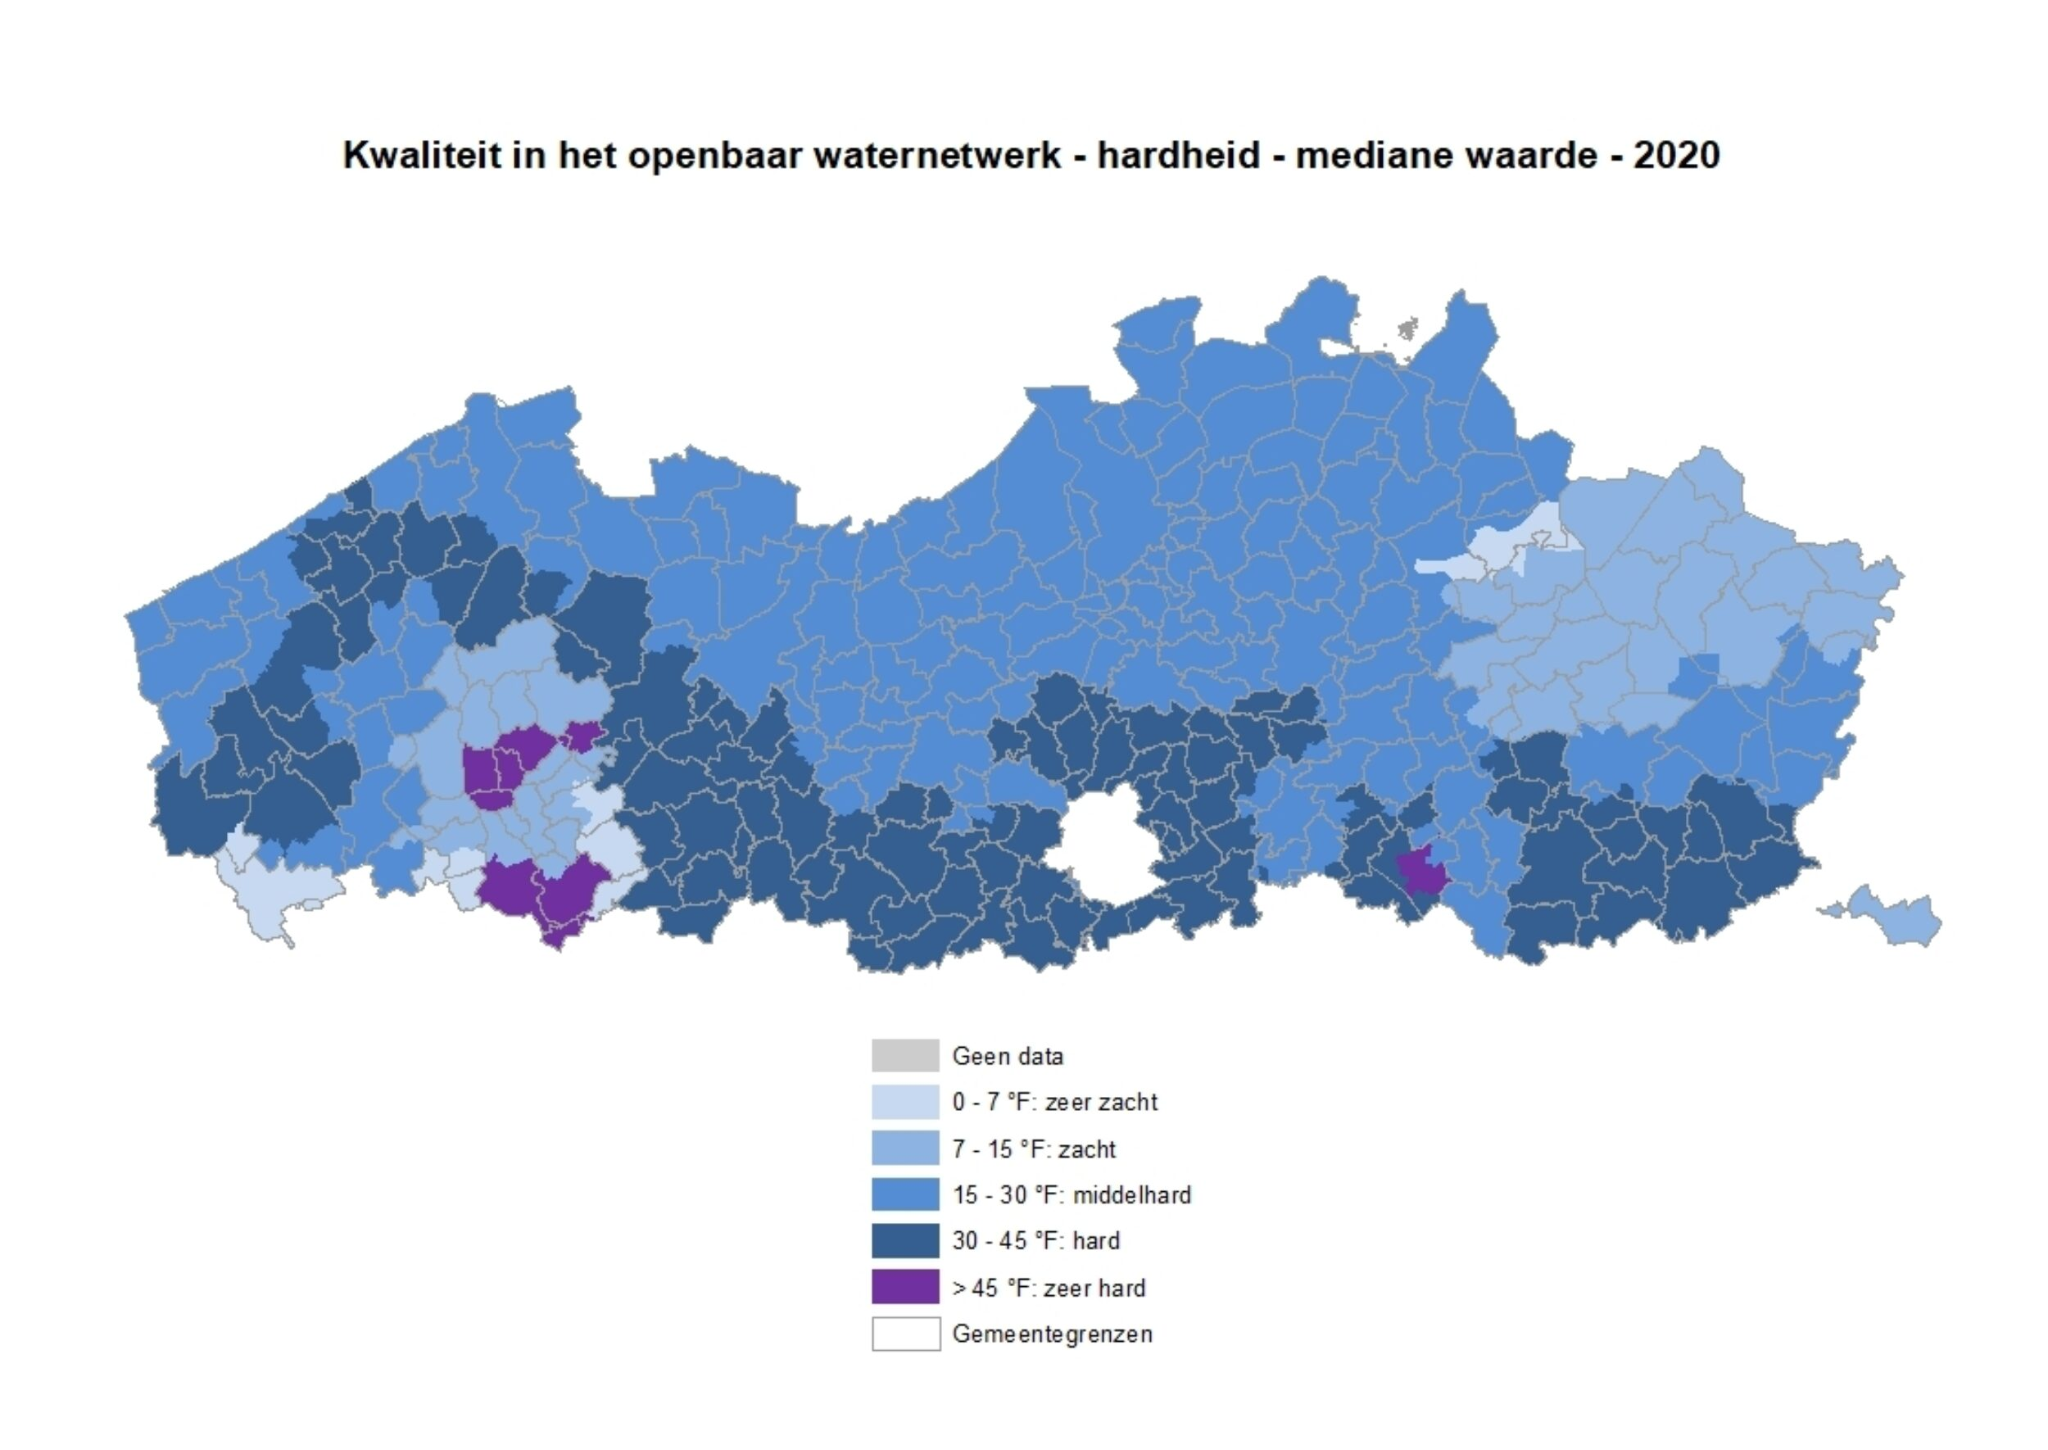 Kwaliteit in het openbaar waternetwerk - hardheid - mediane waarde - 2020
Geen data
0 - 7 °F: zeer zacht
7 - 15 °F: zacht
15 - 30 °F: middelhard
30 - 45 °F: hard
> 45 °F: zeer hard
Gemeentegrenzen